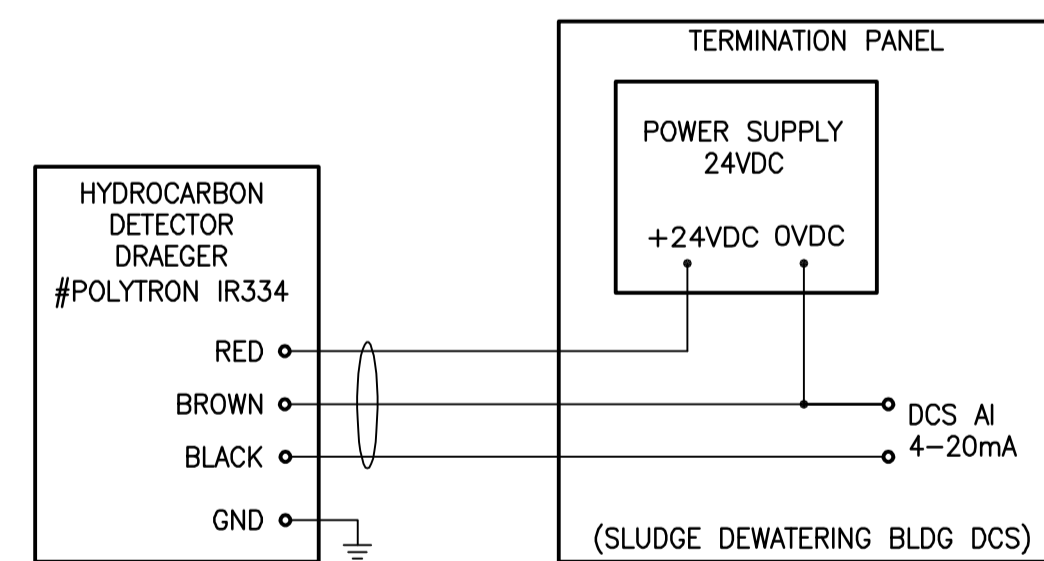 TERMINATION PANEL
POWER SUPPLY
24VDC
+24VDC 0VDC
HYDROCARBON
DETECTOR
DRAEGER
#POLYTRON IR334
RED
BROWN
BLACK
GND
DCS AI
4-20mA
(SLUDGE DEWATERING BLDG DCS)